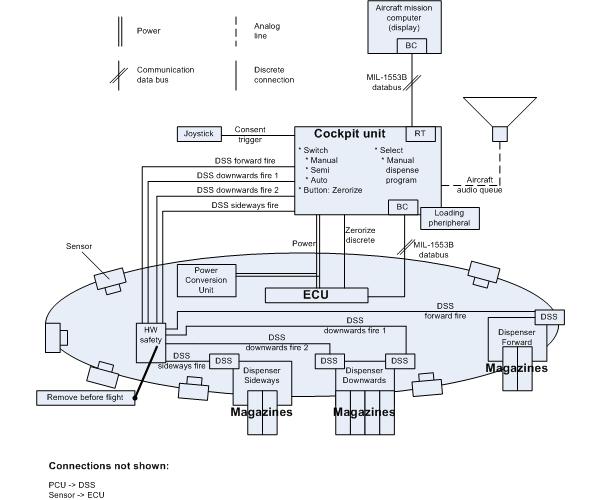 Aircraft mission
computer
(display)
BC
Power
Analog
line
Communication
data bus
Discrete
connection
MIL-1553B
databus
Joystick
Consent
trigger
Cockpit unit
RT
* Switch
* Manual
* Semi
* Auto
* Button: Zerorize
* Select
* Manual
dispense
program
BC
Aircraft
audio queue
Loading
pheripheral
DSS forward fire
DSS downwards fire 1
DSS downwards fire 2
DSS sideways fire
Power
Zerorize
discrete
MIL-1553B
databus
Sensor
Power
Conversion
Unit
ECU
DSS
forward fire
DSS
HW
safety
DSS
downwards fire 1
DSS
downwards fire 2
DSS
sideways fire
DSS
Dispenser
Sideways
DSS
DSS
Dispenser
Downwards
Dispenser
Forward
Magazines
Remove before flight
Magazines
Magazines
Connections not shown:
PCU -> DSS
Sensor -> ECU